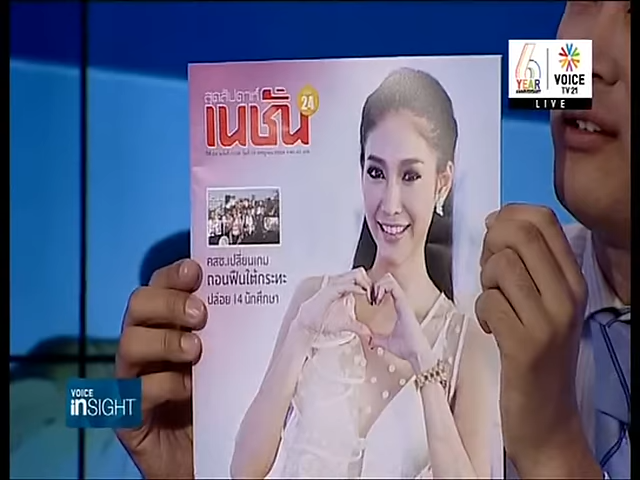 6
YEAR
VOICE
TV 21
LIVE
สุดสัปดาห์
เนชั่น
24
คสช.เปลี่ยนเกม
ถอนฟืนใต้กระทะ
ปล่อย 14 นักศึกษา
VOICE
iNSIGHT